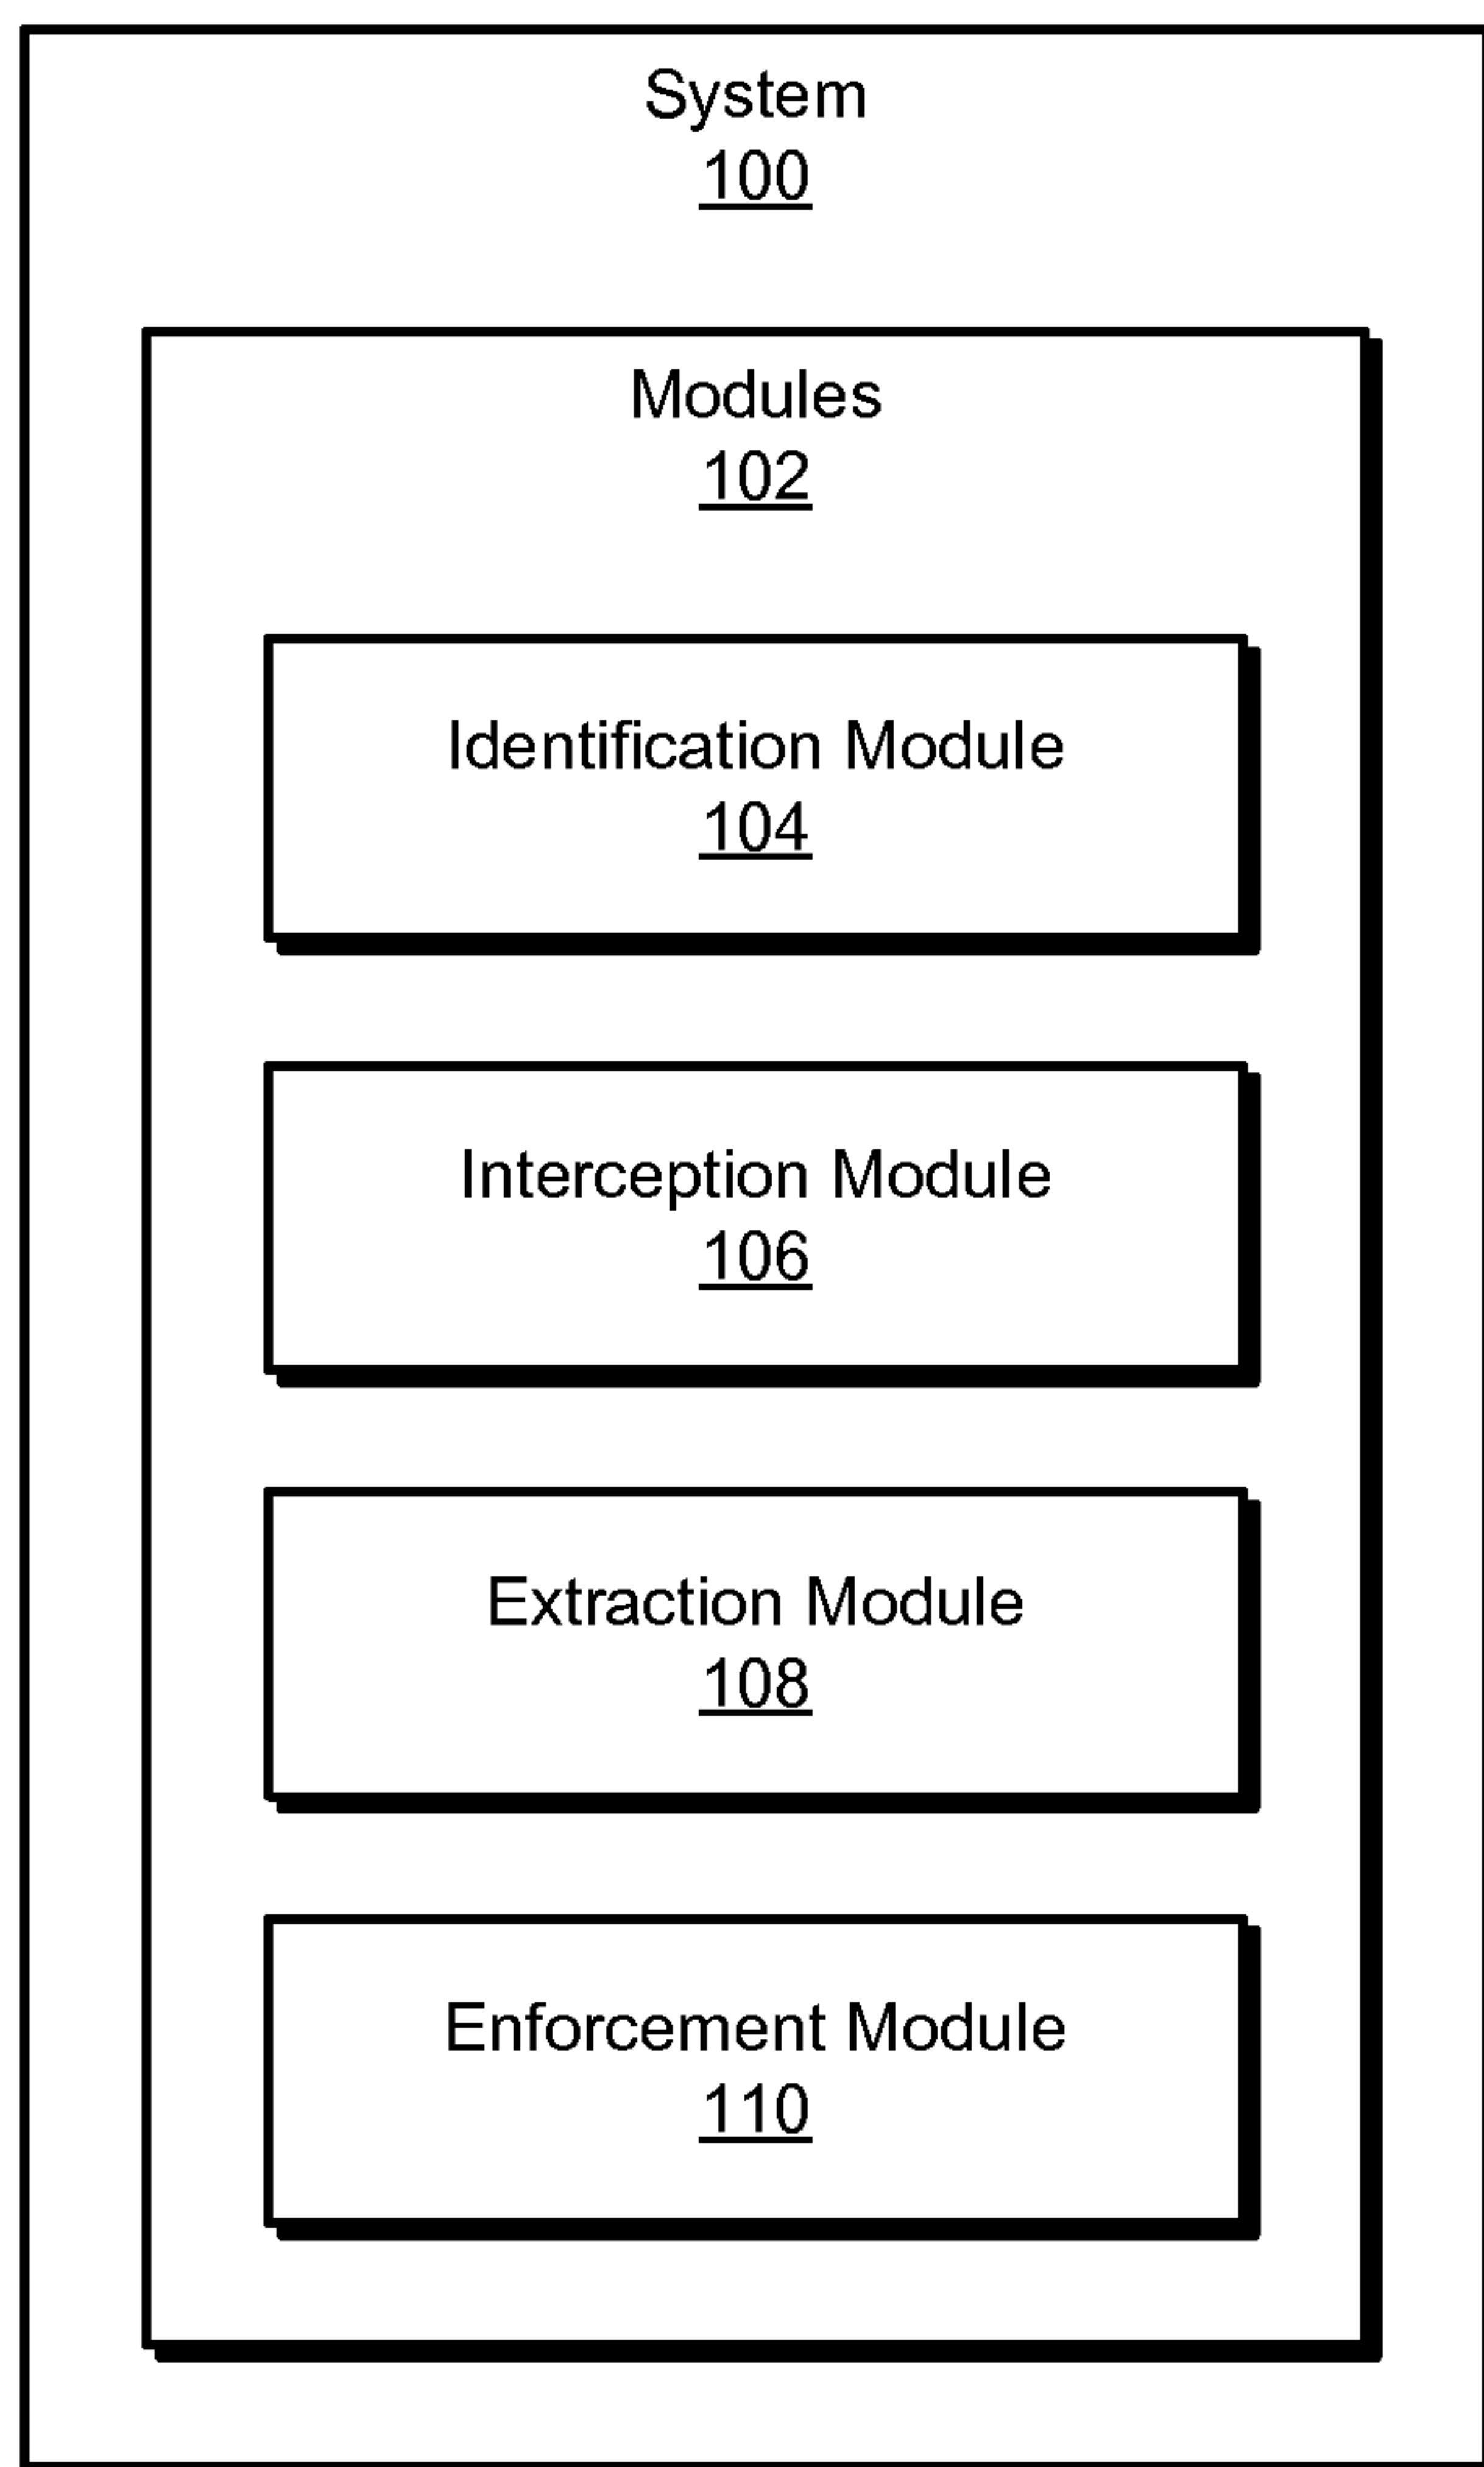 System
100
Modules
102
Identification Module
104
Interception Module
106
Extraction Module
108
Enforcement Module
110